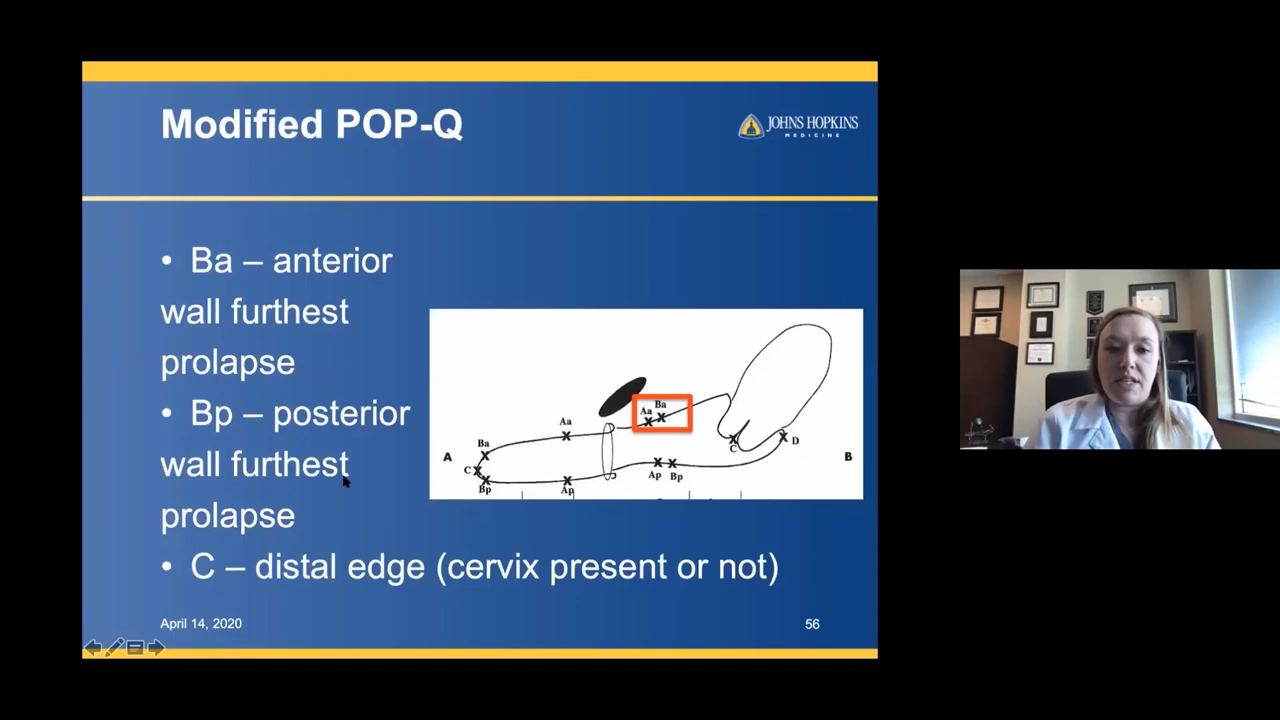 Modified POP-Q
JOHNS HOPKINS
MEDICINE
• Ba – anterior
wall furthest
prolapse
• Bp – posterior
wall furthest
prolapse
• C – distal edge (cervix present or not)
Ba
Aa
Aa
Ba
A
C
Bp
Ap
C
D
B
Ap
Bp
April 14, 2020
56